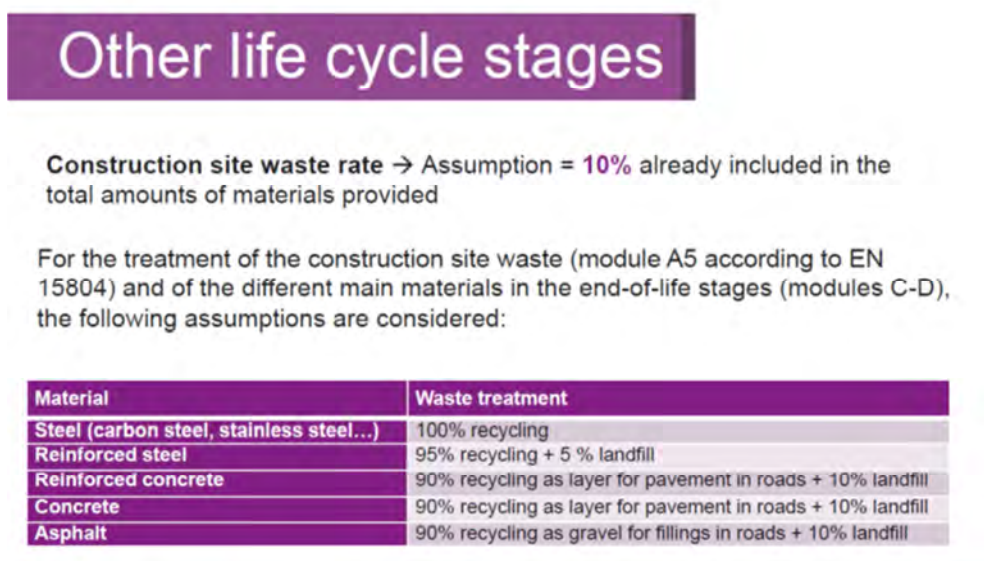 Other life cycle stages
Construction site waste rate → Assumption = 10% already included in the
total amounts of materials provided
For the treatment of the construction site waste (module A5 according to EN
15804) and of the different main materials in the end-of-life stages (modules C-D),
the following assumptions are considered:
Material Waste treatment
Steel (carbon steel, stainless steel…) 100% recycling
Reinforced steel 95% recycling + 5 % landfill
Reinforced concrete 90% recycling as layer for pavement in roads + 10% landfill
Concrete 90% recycling as layer for pavement in roads + 10% landfill
Asphalt 90% recycling as gravel for fillings in roads + 10% landfill